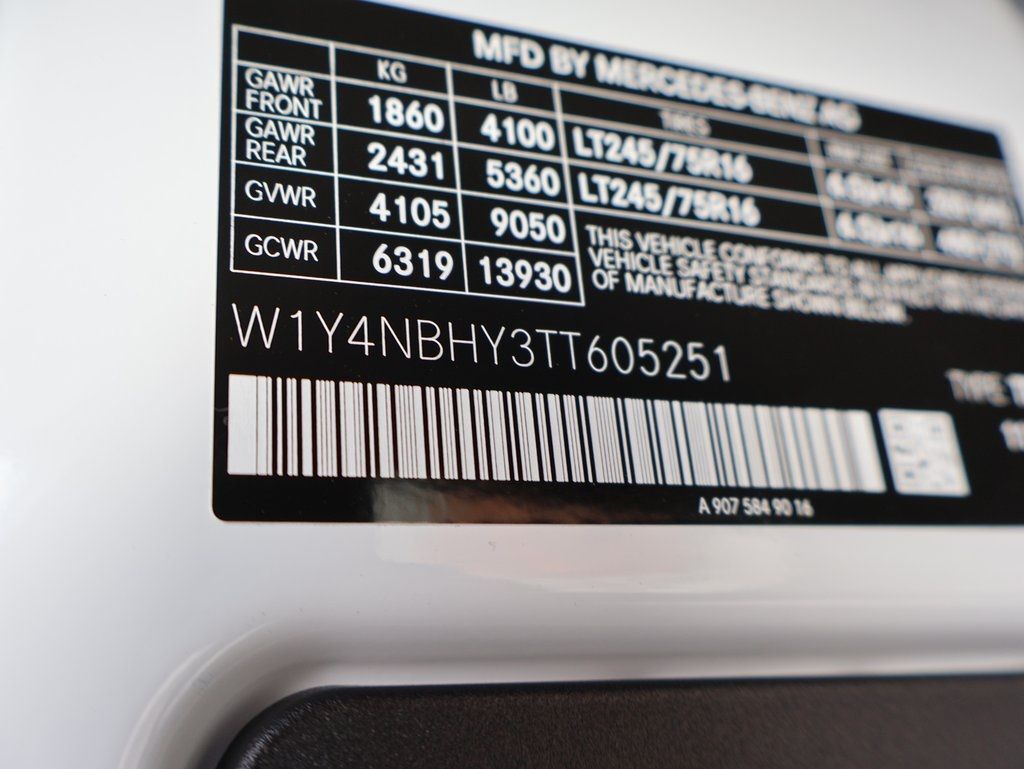 MFD BY MERCEDES-BENZ AG
KG LB TIRES
GAWR FRONT 1860 4100 LT245/75R16
GAWR REAR 2431 5360 LT245/75R16
GVWR 4105 9050
GCWR 6319 13930
THIS VEHICLE CONFORMS TO ALL
VEHICLE SAFETY STANDARDS
OF MANUFACTURE SHOWN BELOW.
W1Y4NBHY3TT605251
TYPE
A 907 584 90 16